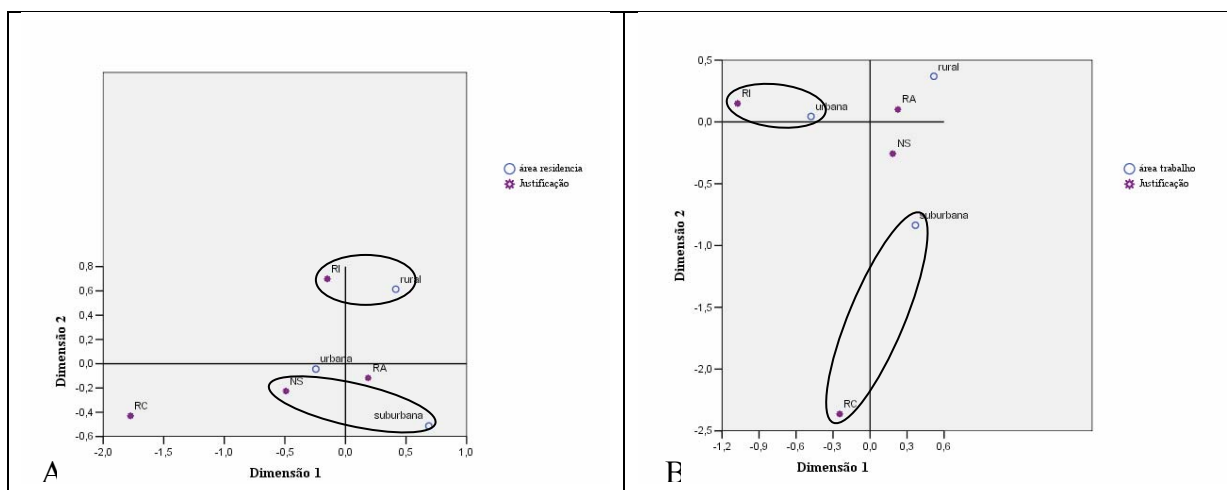 RI
rural
urbana
RA
NS
suburbana
RC
0,8
0,6
0,4
0,2
0,0
-0,2
-0,4
-0,6
-2,0 -1,5 -1,0 -0,5 0,0 0,5 1,0
Dimensão 2
Dimensão 1
área residencia
Justificação
A
rural
RI
urbana
RA
NS
suburbana
RC
0,5
0,0
-0,5
-1,0
-1,5
-2,0
-2,5
-1,2 -0,9 -0,6 -0,3 0,0 0,3 0,6
Dimensão 2
Dimensão 1
área trabalho
Justificação
B